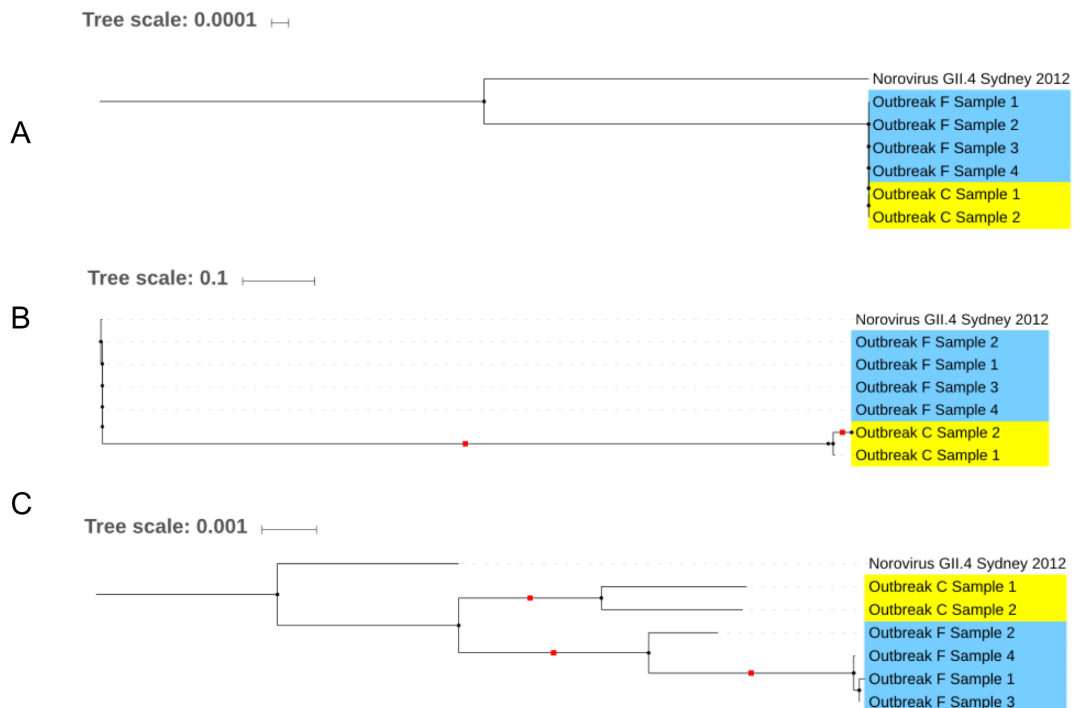 Tree scale: 0.0001
A
Norovirus GII.4 Sydney 2012
Outbreak F Sample 1
Outbreak F Sample 2
Outbreak F Sample 3
Outbreak F Sample 4
Outbreak C Sample 1
Outbreak C Sample 2
Tree scale: 0.1
B
Norovirus GII.4 Sydney 2012
Outbreak F Sample 2
Outbreak F Sample 1
Outbreak F Sample 3
Outbreak F Sample 4
Outbreak C Sample 2
Outbreak C Sample 1
C
Tree scale: 0.001
Norovirus GII.4 Sydney 2012
Outbreak C Sample 1
Outbreak C Sample 2
Outbreak F Sample 2
Outbreak F Sample 4
Outbreak F Sample 1
Outbreak F Sample 3